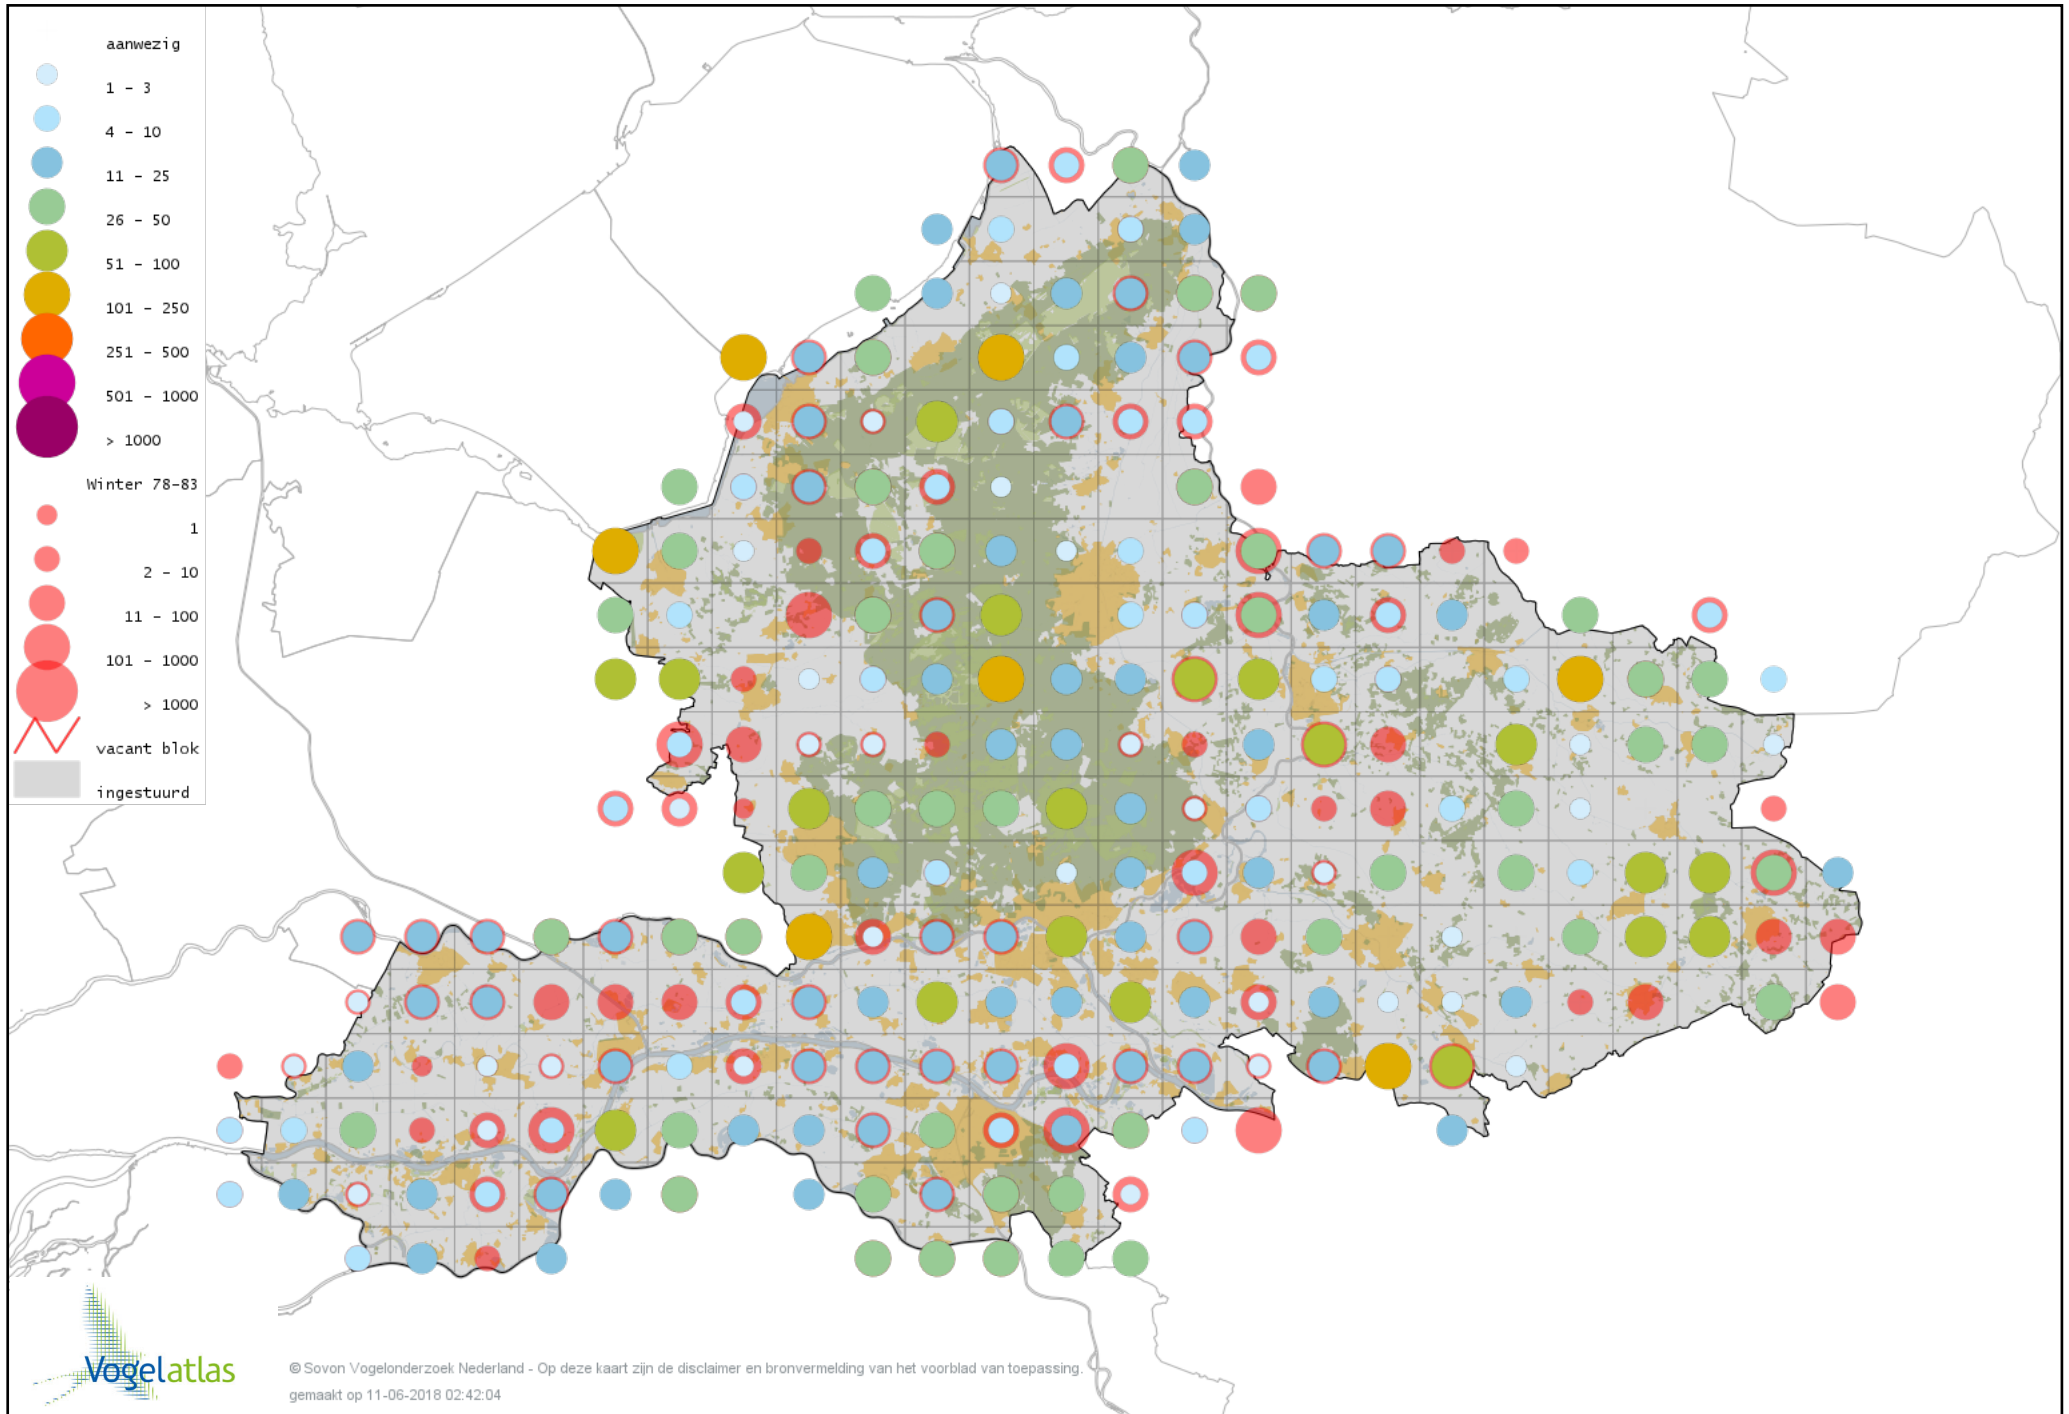 aanwezig
1 - 3
4 - 10
11 - 25
26 - 50
51 - 100
101 - 250
251 - 500
501 - 1000
> 1000
Winter 78-83
1
2 - 10
11 - 100
101 - 1000
> 1000
vacant blok
ingestuurd
Vogelatlas
© Sovon Vogelonderzoek Nederland - Op deze kaart zijn de disclaimer en bronvermelding van het voorblad van toepassing.
gemaakt op 11-06-2018 02:42:04